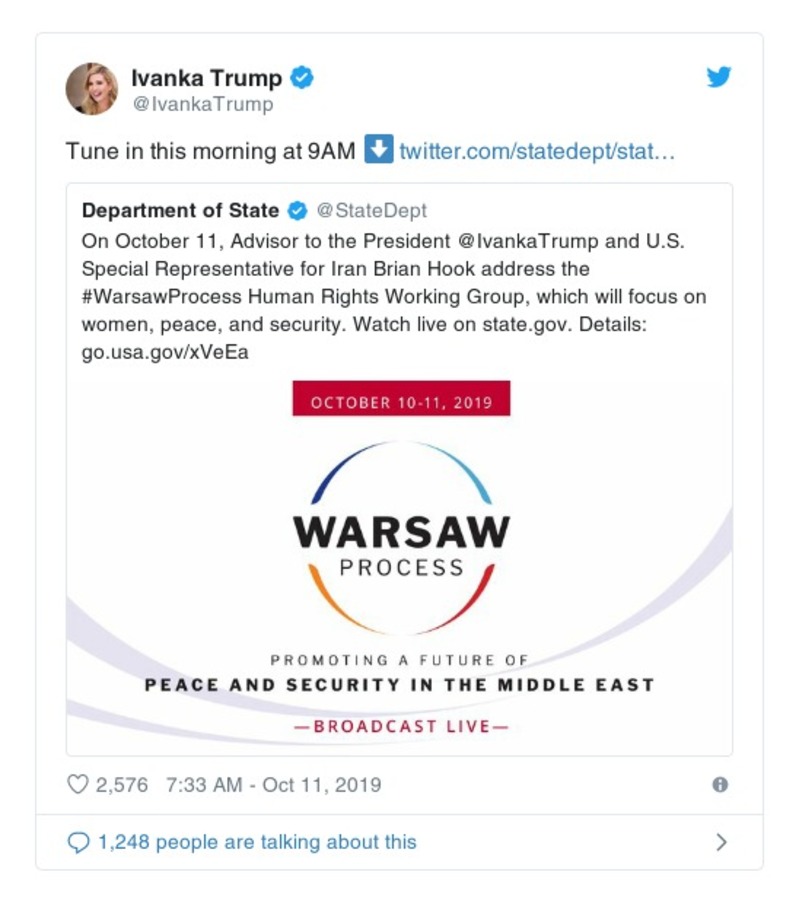 Ivanka Trump
@IvankaTrump
Tune in this morning at 9AM ⬇ twitter.com/statedept/stat…
Department of State @StateDept
On October 11, Advisor to the President @IvankaTrump and U.S.
Special Representative for Iran Brian Hook address the
#WarsawProcess Human Rights Working Group, which will focus on
women, peace, and security. Watch live on state.gov. Details:
go.usa.gov/xVeEa
OCTOBER 10-11, 2019
WARSAW
PROCESS
PROMOTING A FUTURE OF
PEACE AND SECURITY IN THE MIDDLE EAST
—BROADCAST LIVE—
2,576 7:33 AM - Oct 11, 2019
1,248 people are talking about this